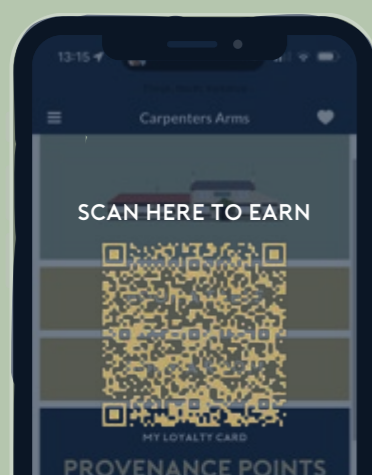 13:15
Carpenters Arms
SCAN HERE TO EARN
MY LOYALTY CARD
PROVENANCE POINTS